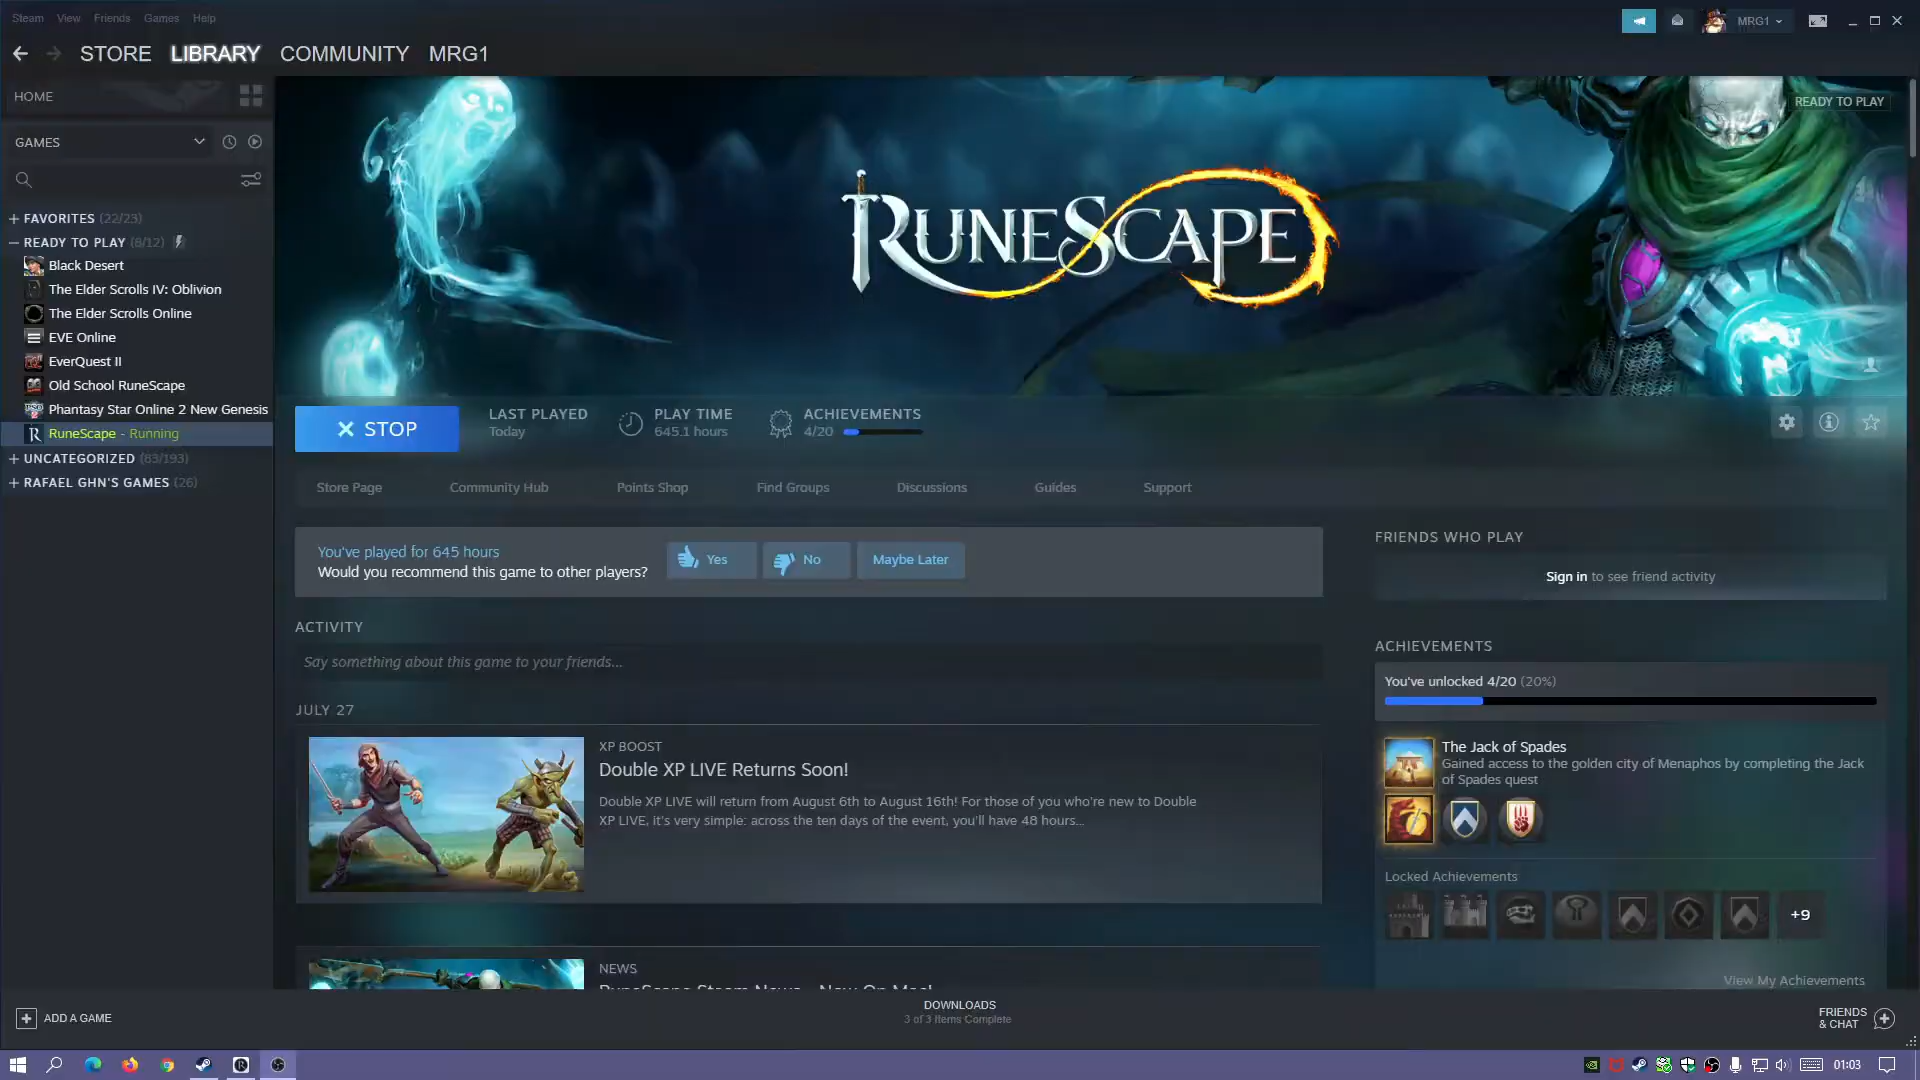 Steam View Friends Games Help
MRG1
STORE LIBRARY COMMUNITY MRG1
HOME
READY TO PLAY
GAMES
RUNESCAPE
+ FAVORITES (22/23)
– READY TO PLAY (8/12)
Black Desert
The Elder Scrolls IV: Oblivion
The Elder Scrolls Online
EVE Online
EverQuest II
Old School RuneScape
Phantasy Star Online 2 New Genesis
RuneScape - Running
+ UNCATEGORIZED (83/193)
+ RAFAEL GHN'S GAMES (26)
STOP
LAST PLAYED
Today
PLAY TIME
645.1 hours
ACHIEVEMENTS
4/20
Store Page Community Hub Points Shop Find Groups Discussions Guides Support
You've played for 645 hours
Would you recommend this game to other players?
Yes No Maybe Later
ACTIVITY
Say something about this game to your friends...
JULY 27
XP BOOST
Double XP LIVE Returns Soon!
Double XP LIVE will return from August 6th to August 16th! For those of you who're new to Double
XP LIVE, it's very simple: across the ten days of the event, you'll have 48 hours...
NEWS
RuneScape Steam News - Now On Mac!
FRIENDS WHO PLAY
Sign in to see friend activity
ACHIEVEMENTS
You've unlocked 4/20 (20%)
The Jack of Spades
Gained access to the golden city of Menaphos by completing the Jack
of Spades quest
Locked Achievements
+9
View My Achievements
ADD A GAME
DOWNLOADS
3 of 3 Items Complete
FRIENDS
& CHAT
01:03